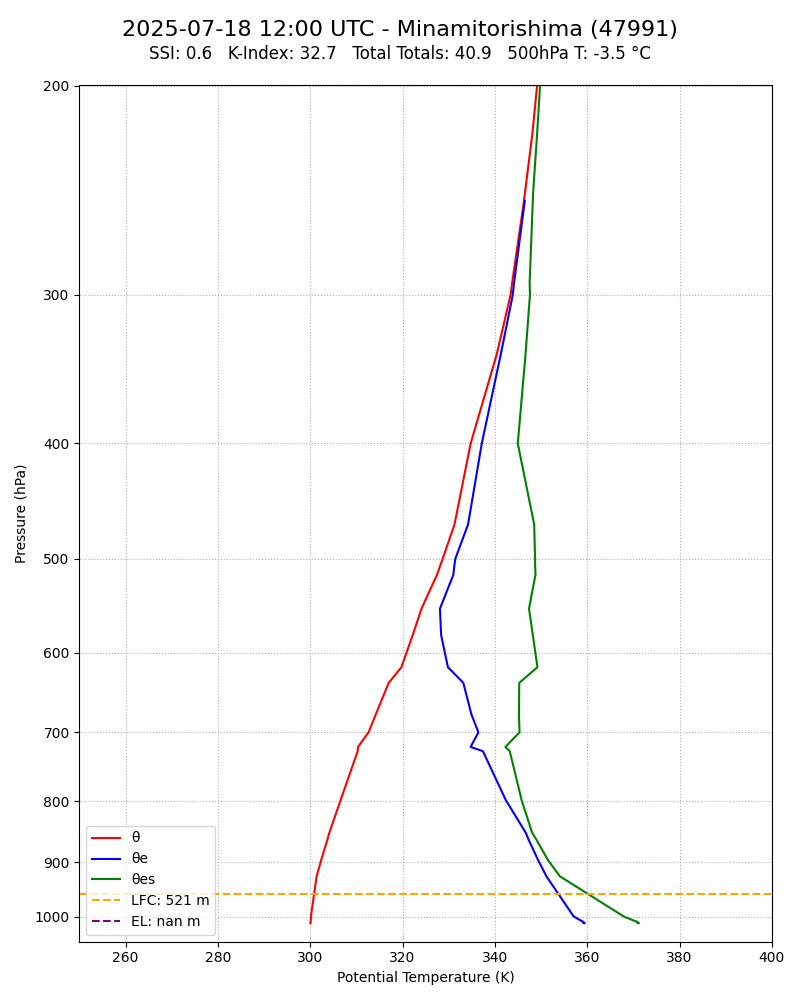 2025-07-18 12:00 UTC - Minamitorishima (47991)
SSI: 0.6 K-Index: 32.7 Total Totals: 40.9 500hPa T: -3.5 °C
200
300
400
500
600
700
800
900
1000
Pressure (hPa)
θ
θe
θes
LFC: 521 m
EL: nan m
260 280 300 320 340 360 380 400
Potential Temperature (K)